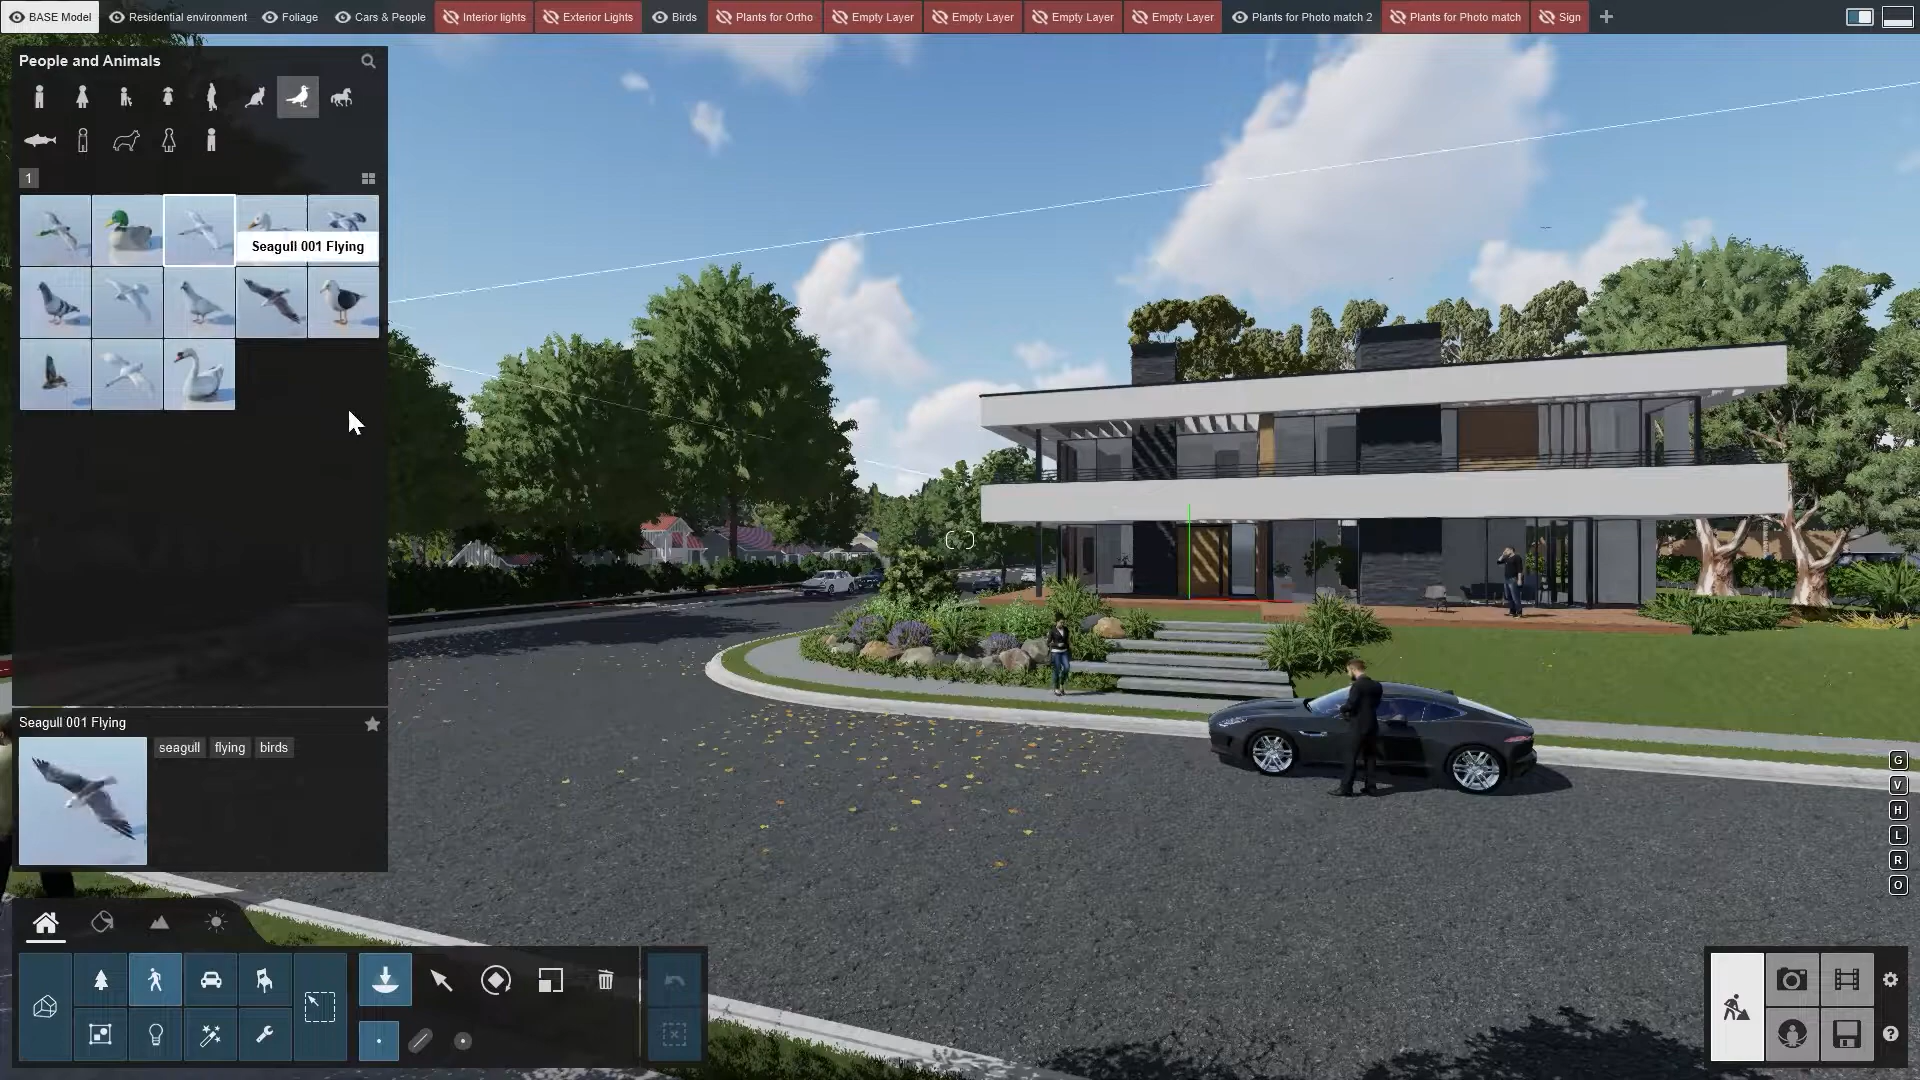 BASE Model
Residential environment
Foliage
Cars & People
Interior lights
Exterior Lights
Birds
Plants for Ortho
Empty Layer
Empty Layer
Empty Layer
Empty Layer
Plants for Photo match 2
Plants for Photo match
Sign
People and Animals
1
Seagull 001 Flying
Seagull 001 Flying
seagull flying birds
G
V
H
L
R
O